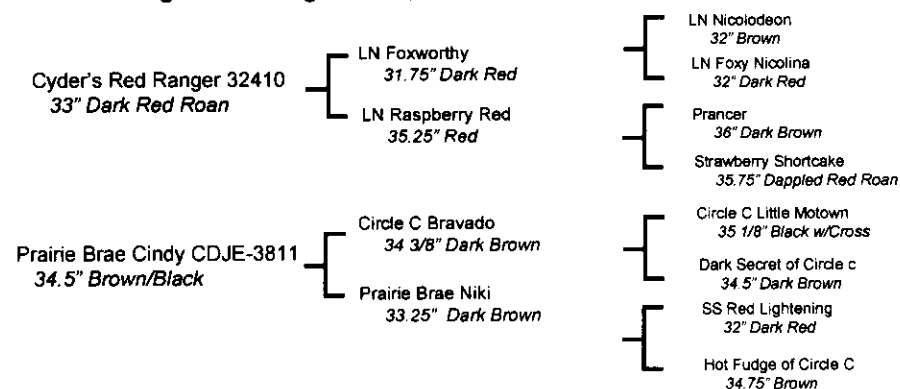 Cyder's Red Ranger 32410
33" Dark Red Roan
LN Foxworthy
31.75" Dark Red
LN Raspberry Red
35.25" Red
LN Nicolodeon
32" Brown
LN Foxy Nicolina
32" Dark Red
Prancer
36" Dark Brown
Strawberry Shortcake
35.75" Dappled Red Roan
Prairie Brae Cindy CDJE-3811
34.5" Brown/Black
Circle C Bravado
34 3/8" Dark Brown
Prairie Brae Niki
33.25" Dark Brown
Circle C Little Motown
35 1/8" Black w/Cross
Dark Secret of Circle c
34.5" Dark Brown
SS Red Lightening
32" Dark Red
Hot Fudge of Circle C
34.75" Brown